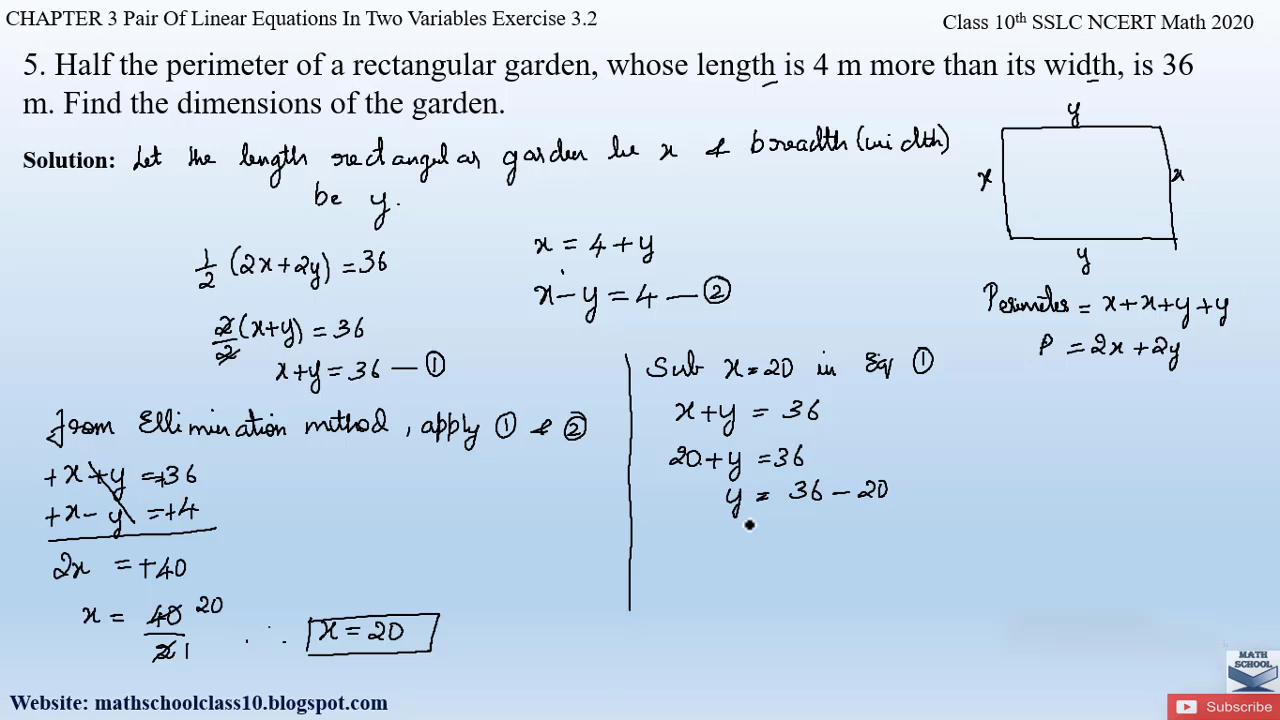 CHAPTER 3 Pair Of Linear Equations In Two Variables Exercise 3.2
Class 10th SSLC NCERT Math 2020
5. Half the perimeter of a rectangular garden, whose length is 4 m more than its width, is 36
m. Find the dimensions of the garden.
Solution: Let the length rectangular garden be x & breadth (width)
be y.
y
x
x
y
Perimeter = x+x+y+y
P = 2x+2y
1/2 (2x+2y) = 36
2/2 (x+y) = 36
x+y = 36 — ①
x = 4+y
x-y = 4 — ②
From Ellimination method, apply ① & ②
+x+y = +36
+x-y = +4
2x = +40
x = 40/2 20 1
∴ x = 20
Sub x = 20 in Eq ①
x+y = 36
20+y = 36
y = 36-20
Website: mathschoolclass10.blogspot.com
MATH
SCHOOL
Subscribe